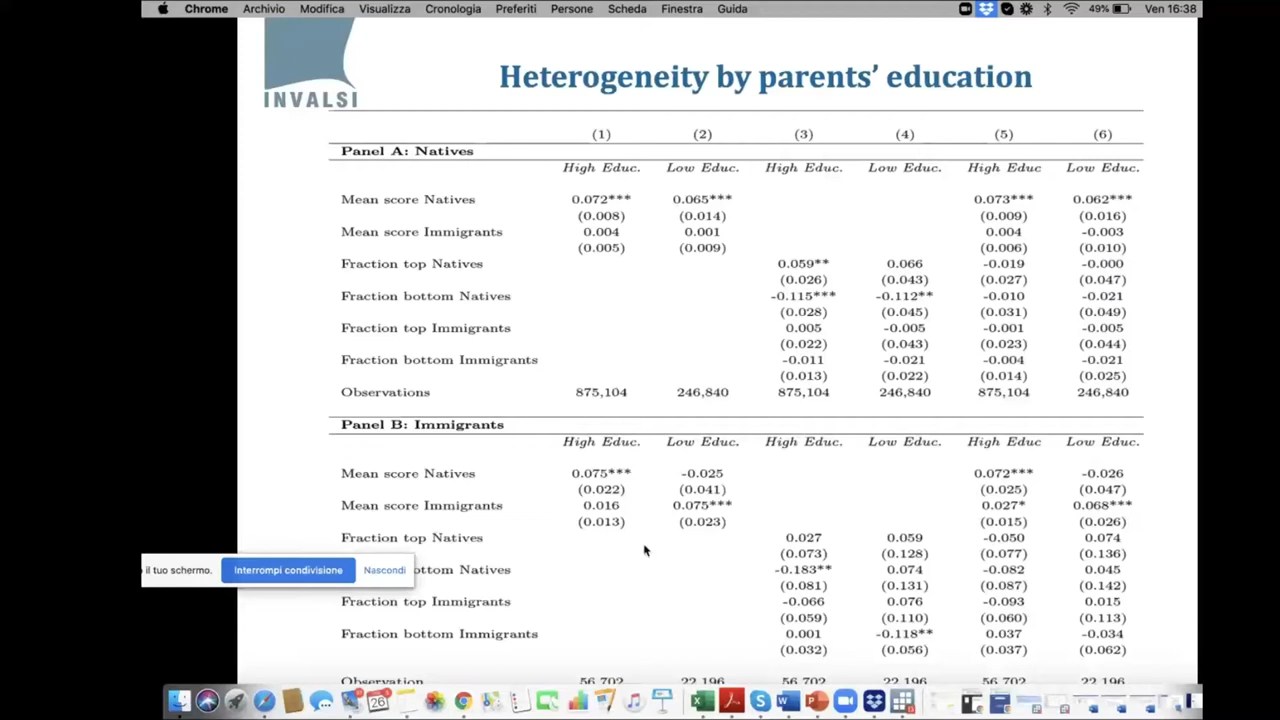 Chrome Archivio Modifica Visualizza Cronologia Preferiti Persone Scheda Finestra Guida 49% Ven 16:38
INVALSI
Heterogeneity by parents' education
(1) (2) (3) (4) (5) (6)
Panel A: Natives
High Educ. Low Educ. High Educ. Low Educ. High Educ Low Educ.
Mean score Natives 0.072*** 0.065*** 0.073*** 0.062***
(0.008) (0.014) (0.009) (0.016)
Mean score Immigrants 0.004 0.001 0.004 -0.003
(0.005) (0.009) (0.006) (0.010)
Fraction top Natives 0.059** 0.066 -0.019 -0.000
(0.026) (0.043) (0.027) (0.047)
Fraction bottom Natives -0.115*** -0.112** -0.010 -0.021
(0.028) (0.045) (0.031) (0.049)
Fraction top Immigrants 0.005 -0.005 -0.001 -0.005
(0.022) (0.043) (0.023) (0.044)
Fraction bottom Immigrants -0.011 -0.021 -0.004 -0.021
(0.013) (0.022) (0.014) (0.025)
Observations 875,104 246,840 875,104 246,840 875,104 246,840
Panel B: Immigrants
High Educ. Low Educ. High Educ. Low Educ. High Educ Low Educ.
Mean score Natives 0.075*** -0.025 0.072*** -0.026
(0.022) (0.041) (0.025) (0.047)
Mean score Immigrants 0.016 0.075*** 0.027* 0.068***
(0.013) (0.023) (0.015) (0.026)
Fraction top Natives 0.027 0.059 -0.050 0.074
(0.073) (0.128) (0.077) (0.136)
il tuo schermo. Interrompi condivisione Nascondi
ottom Natives -0.183** 0.074 -0.082 0.045
(0.081) (0.131) (0.087) (0.142)
Fraction top Immigrants -0.066 0.076 -0.093 0.015
(0.059) (0.110) (0.060) (0.113)
Fraction bottom Immigrants 0.001 -0.118** 0.037 -0.034
(0.032) (0.056) (0.037) (0.062)
Observation 56,702 22,196 56,702 22,196 56,702 22,196
26